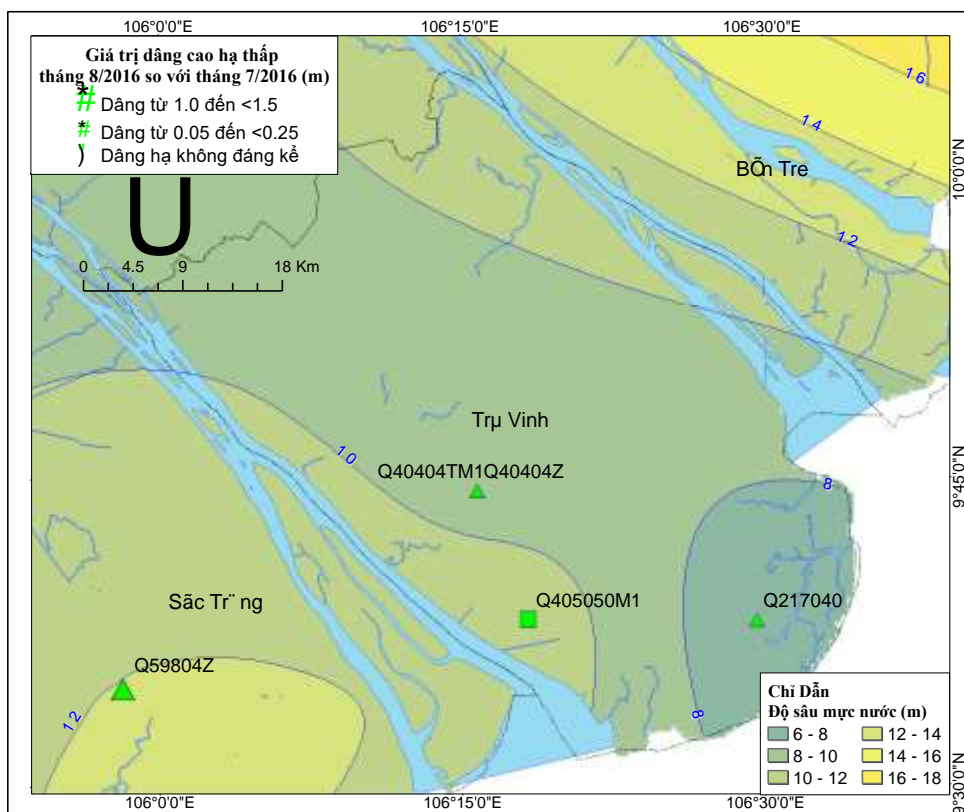 106°0'0"E
106°15'0"E
106°30'0"E
Giá trị dâng cao hạ thấp
tháng 8/2016 so với tháng 7/2016 (m)
# Dâng từ 1.0 đến <1.5
# Dâng từ 0.05 đến <0.25
) Dâng hạ không đáng kể
U
0 4.5 9 18 Km
16
14
12
BÕn Tre
10°0'0"N
Trµ Vinh
10
Q40404TM1Q40404Z
9°45'0"N
8
Sãc Tr¨ng
Q405050M1
Q217040
Q59804Z
12
8
Chỉ Dẫn
Độ sâu mực nước (m)
6 - 8
8 - 10
10 - 12
12 - 14
14 - 16
16 - 18
9°30'0"N
106°0'0"E
106°15'0"E
106°30'0"E